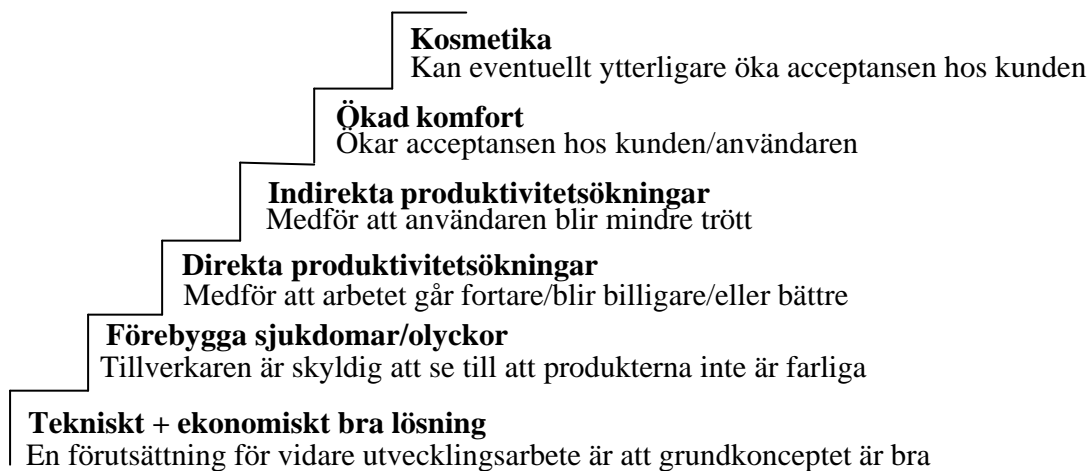 Kosmetika
Kan eventuellt ytterligare öka acceptansen hos kunden
Ökad komfort
Ökar acceptansen hos kunden/användaren
Indirekta produktivitetsökningar
Medför att användaren blir mindre trött
Direkta produktivitetsökningar
Medför att arbetet går fortare/blir billigare/eller bättre
Förebygga sjukdomar/olyckor
Tillverkaren är skyldig att se till att produkterna inte är farliga
Tekniskt + ekonomiskt bra lösning
En förutsättning för vidare utvecklingsarbete är att grundkonceptet är bra